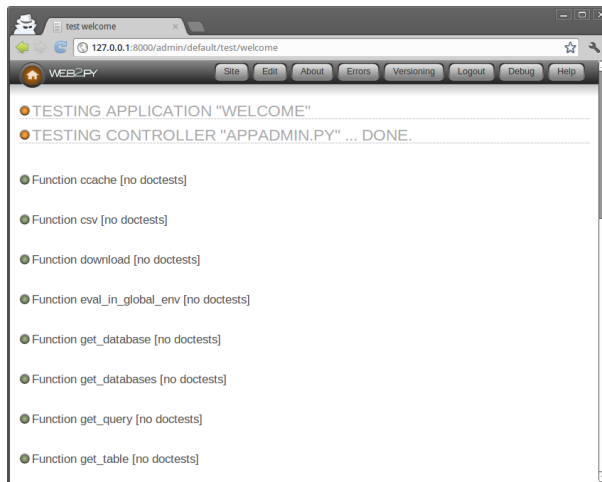 test welcome
127.0.0.1:8000/admin/default/test/welcome
WEB2PY Site Edit About Errors Versioning Logout Debug Help
TESTING APPLICATION "WELCOME"
TESTING CONTROLLER "APPADMIN.PY" ... DONE.
Function ccache [no doctests]
Function csv [no doctests]
Function download [no doctests]
Function eval_in_global_env [no doctests]
Function get_database [no doctests]
Function get_databases [no doctests]
Function get_query [no doctests]
Function get_table [no doctests]